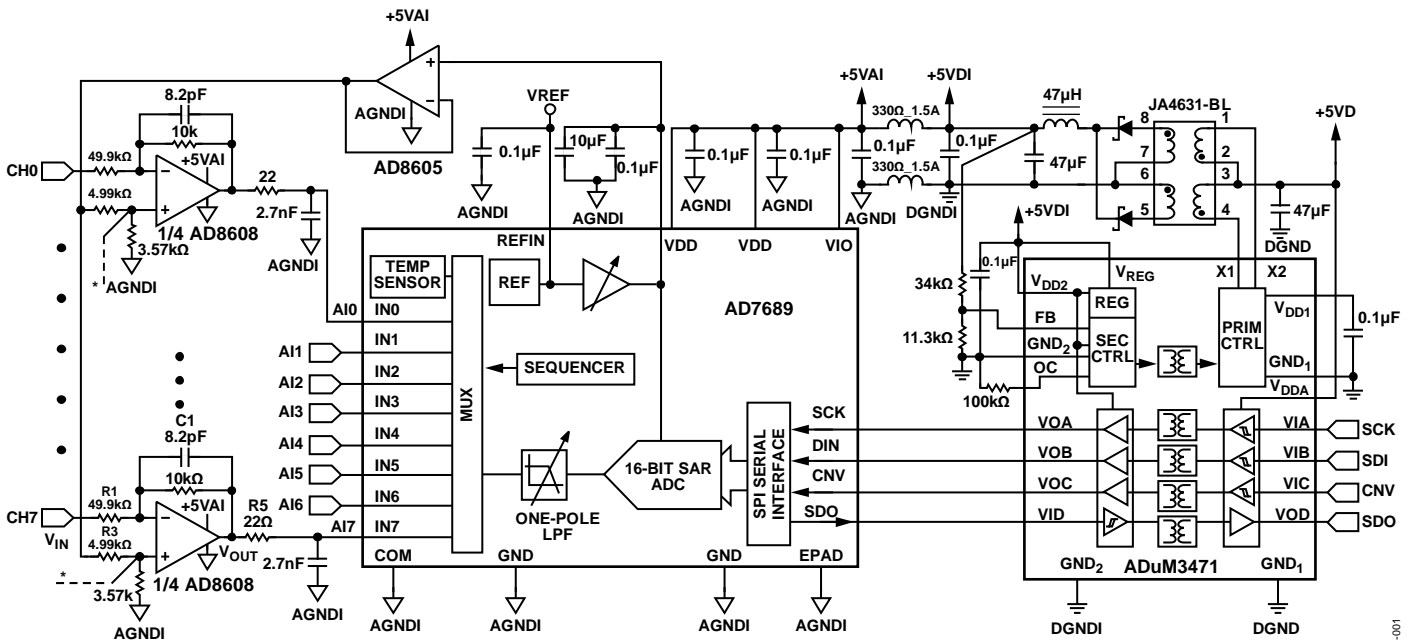 +5VAI
AGNDI
AD8605
VREF
0.1µF
AGNDI
10µF
0.1µF
AGNDI
8.2pF
10k
+5VAI
49.9kΩ
CH0
4.99kΩ
22
2.7nF
1/4 AD8608
3.57kΩ
AGNDI
*
AGNDI
+5VAI
330Ω_1.5A
+5VDI
0.1µF
0.1µF
0.1µF
330Ω_1.5A
0.1µF
AGNDI
AGNDI
AGNDI
DGNDI
47µH
47µF
JA4631-BL
8
7
6
5
1
2
3
4
+5VD
47µF
DGND
REFIN
VDD
VDD
VIO
TEMP
SENSOR
REF
AD7689
AI0
IN0
AI1
IN1
AI2
IN2
AI3
IN3
AI4
IN4
AI5
IN5
AI6
IN6
AI7
IN7
MUX
SEQUENCER
ONE-POLE
LPF
16-BIT SAR
ADC
SPI SERIAL
INTERFACE
SCK
DIN
CNV
SDO
COM
GND
GND
EPAD
AGNDI
AGNDI
AGNDI
AGNDI
C1
8.2pF
10kΩ
R1
49.9kΩ
+5VAI
CH7
VIN
R3
4.99kΩ
R5
22Ω
VOUT
2.7nF
*
1/4 AD8608
3.57k
AGNDI
AGNDI
+5VDI
0.1µF
34kΩ
11.3kΩ
100kΩ
VDD2
VREG
X1
X2
REG
FB
GND2
SEC
CTRL
OC
PRIM
CTRL
VDD1
0.1µF
GND1
VDDA
VOA
VIA
SCK
VOB
VIB
SDI
VOC
VIC
CNV
VID
VOD
SDO
ADuM3471
GND2
GND1
DGNDI
DGND
-001